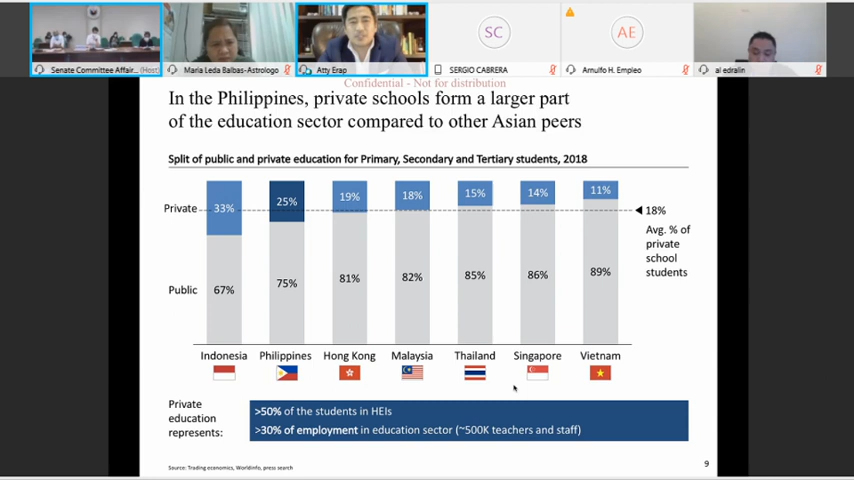 Senate Committee Affair... (Host)
Maria Leda Balbas-Astrologo
Atty Erap
SC
SERGIO CABRERA
AE
Arnulfo H. Empleo
al edralin
Confidential - Not for distribution
In the Philippines, private schools form a larger part
of the education sector compared to other Asian peers
Split of public and private education for Primary, Secondary and Tertiary students, 2018
Private
33%
25%
19%
18%
15%
14%
11%
18%
Avg. % of
private
school
students
Public
67%
75%
81%
82%
85%
86%
89%
Indonesia
Philippines
Hong Kong
Malaysia
Thailand
Singapore
Vietnam
Private
education
represents:
>50% of the students in HEIs
>30% of employment in education sector (~500K teachers and staff)
Source: Trading economics, Worldinfo, press search
9